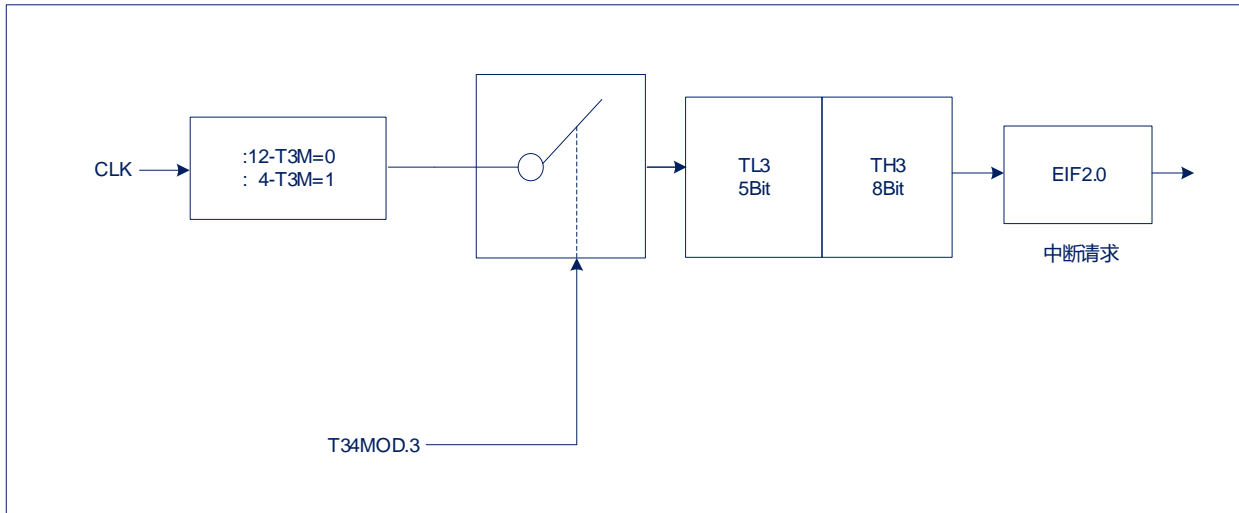 CLK
:12-T3M=0
: 4-T3M=1
TL3
5Bit
TH3
8Bit
EIF2.0
中断请求
T34MOD.3